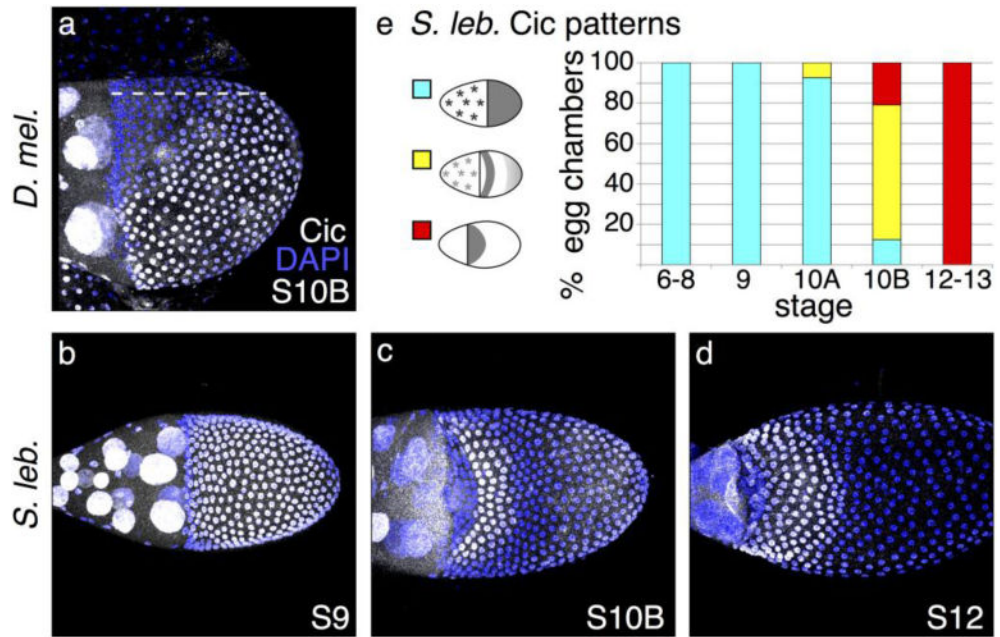 a
D. mel.
Cic
DAPI
S10B
e S. leb. Cic patterns
% egg chambers
100
80
60
40
20
6-8 9 10A 10B 12-13
stage
S. leb.
b
S9
c
S10B
d
S12